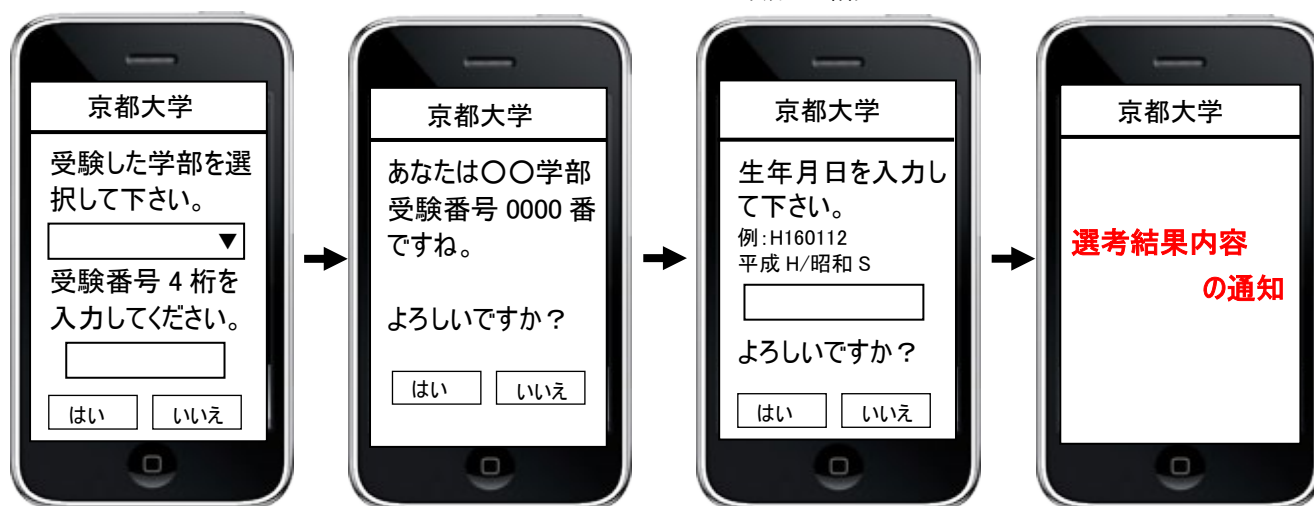 京都大学
受験した学部を選
択して下さい。
▼
受験番号 4 桁を
入力してください。
はい いいえ
京都大学
あなたは〇〇学部
受験番号 0000 番
ですね。
よろしいですか？
はい いいえ
京都大学
生年月日を入力し
て下さい。
例:H160112
平成 H/昭和 S
よろしいですか？
はい いいえ
京都大学
選考結果内容
の通知